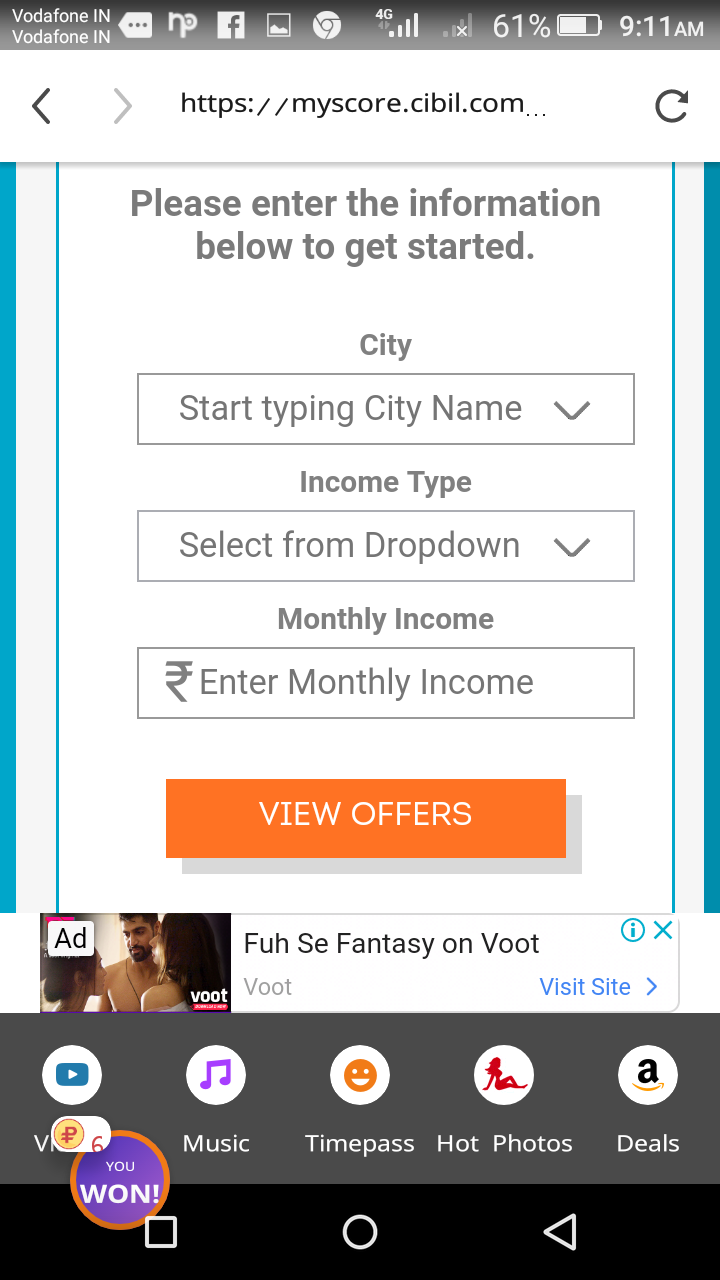 Vodafone IN
Vodafone IN
4G
61%
9:11AM
https://myscore.cibil.com...
Please enter the information
below to get started.
City
Start typing City Name
Income Type
Select from Dropdown
Monthly Income
₹ Enter Monthly Income
VIEW OFFERS
Ad
voot
Fuh Se Fantasy on Voot
Voot
Visit Site
Music
Timepass
Hot Photos
Deals
6
YOU
WON!